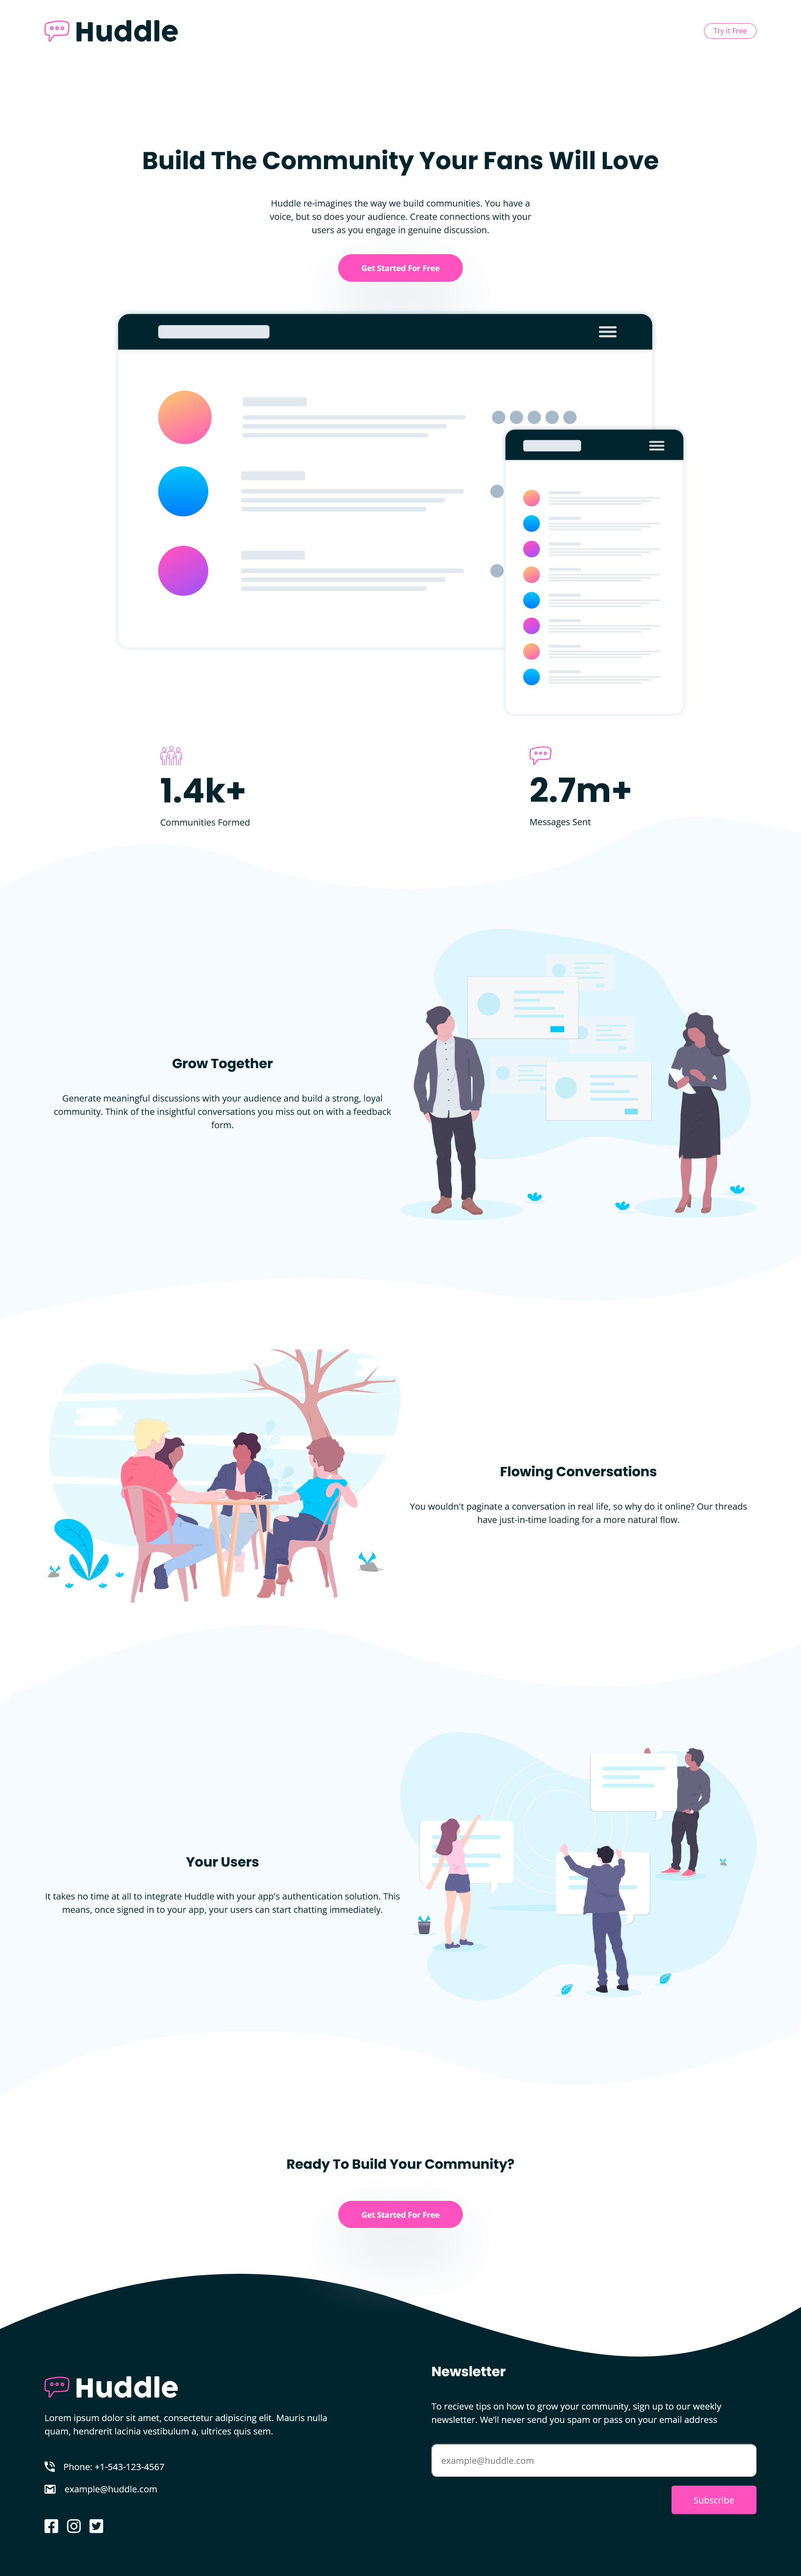 Huddle
Try it Free
Build The Community Your Fans Will Love
Huddle re-imagines the way we build communities. You have a
voice, but so does your audience. Create connections with your
users as you engage in genuine discussion.
Get Started For Free
1.4k+
Communities Formed
2.7m+
Messages Sent
Grow Together
Generate meaningful discussions with your audience and build a strong, loyal
community. Think of the insightful conversations you miss out on with a feedback
form.
Flowing Conversations
You wouldn't paginate a conversation in real life, so why do it online? Our threads
have just-in-time loading for a more natural flow.
Your Users
It takes no time at all to integrate Huddle with your app's authentication solution. This
means, once signed in to your app, your users can start chatting immediately.
Ready To Build Your Community?
Get Started For Free
Huddle
Lorem ipsum dolor sit amet, consectetur adipiscing elit. Mauris nulla
quam, hendrerit lacinia vestibulum a, ultrices quis sem.
Phone: +1-543-123-4567
example@huddle.com
Newsletter
To recieve tips on how to grow your community, sign up to our weekly
newsletter. We'll never send you spam or pass on your email address
example@huddle.com
Subscribe